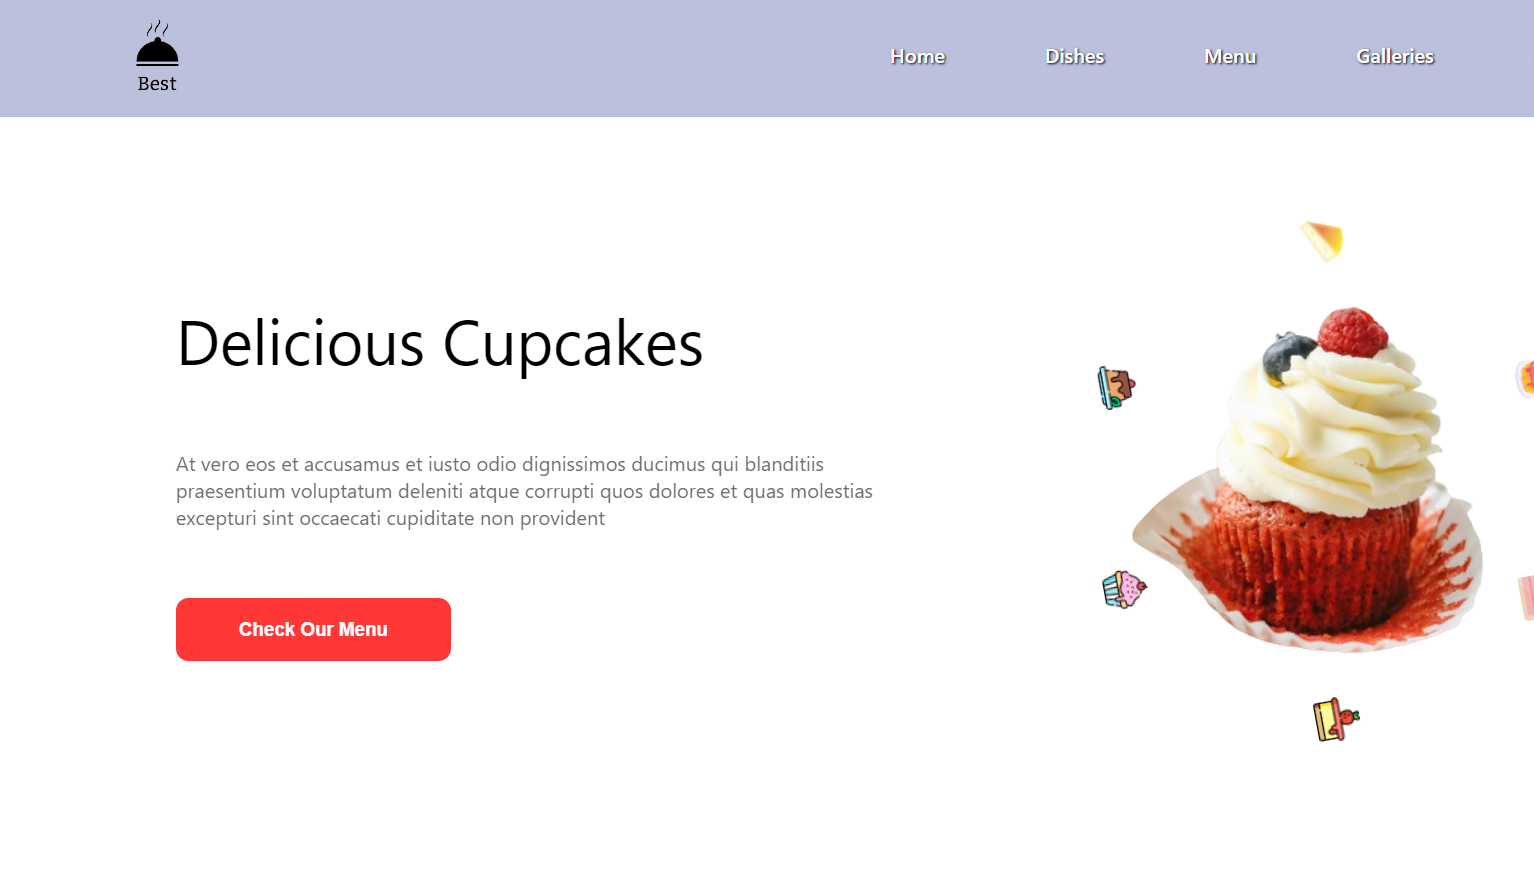 Best
Home
Dishes
Menu
Galleries
Delicious Cupcakes
At vero eos et accusamus et iusto odio dignissimos ducimus qui blanditiis
praesentium voluptatum deleniti atque corrupti quos dolores et quas molestias
excepturi sint occaecati cupiditate non provident
Check Our Menu